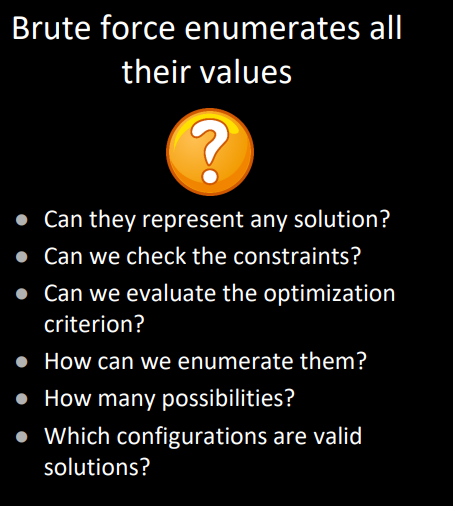 Brute force enumerates all
their values
?
● Can they represent any solution?
● Can we check the constraints?
● Can we evaluate the optimization
criterion?
● How can we enumerate them?
● How many possibilities?
● Which configurations are valid
solutions?